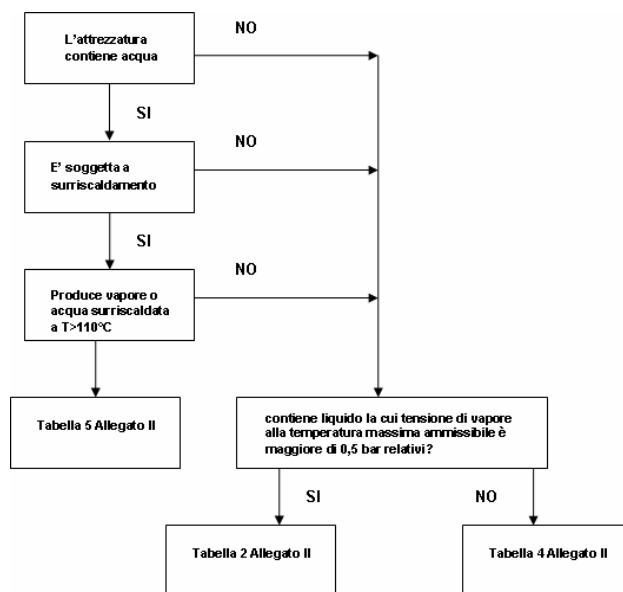 L'attrezzatura
contiene acqua
NO
SI
E' soggetta a
surriscaldamento
NO
SI
Produce vapore o
acqua surriscaldata
a T>110°C
NO
Tabella 5 Allegato II
contiene liquido la cui tensione di vapore
alla temperatura massima ammissibile è
maggiore di 0,5 bar relativi?
SI
NO
Tabella 2 Allegato II
Tabella 4 Allegato II